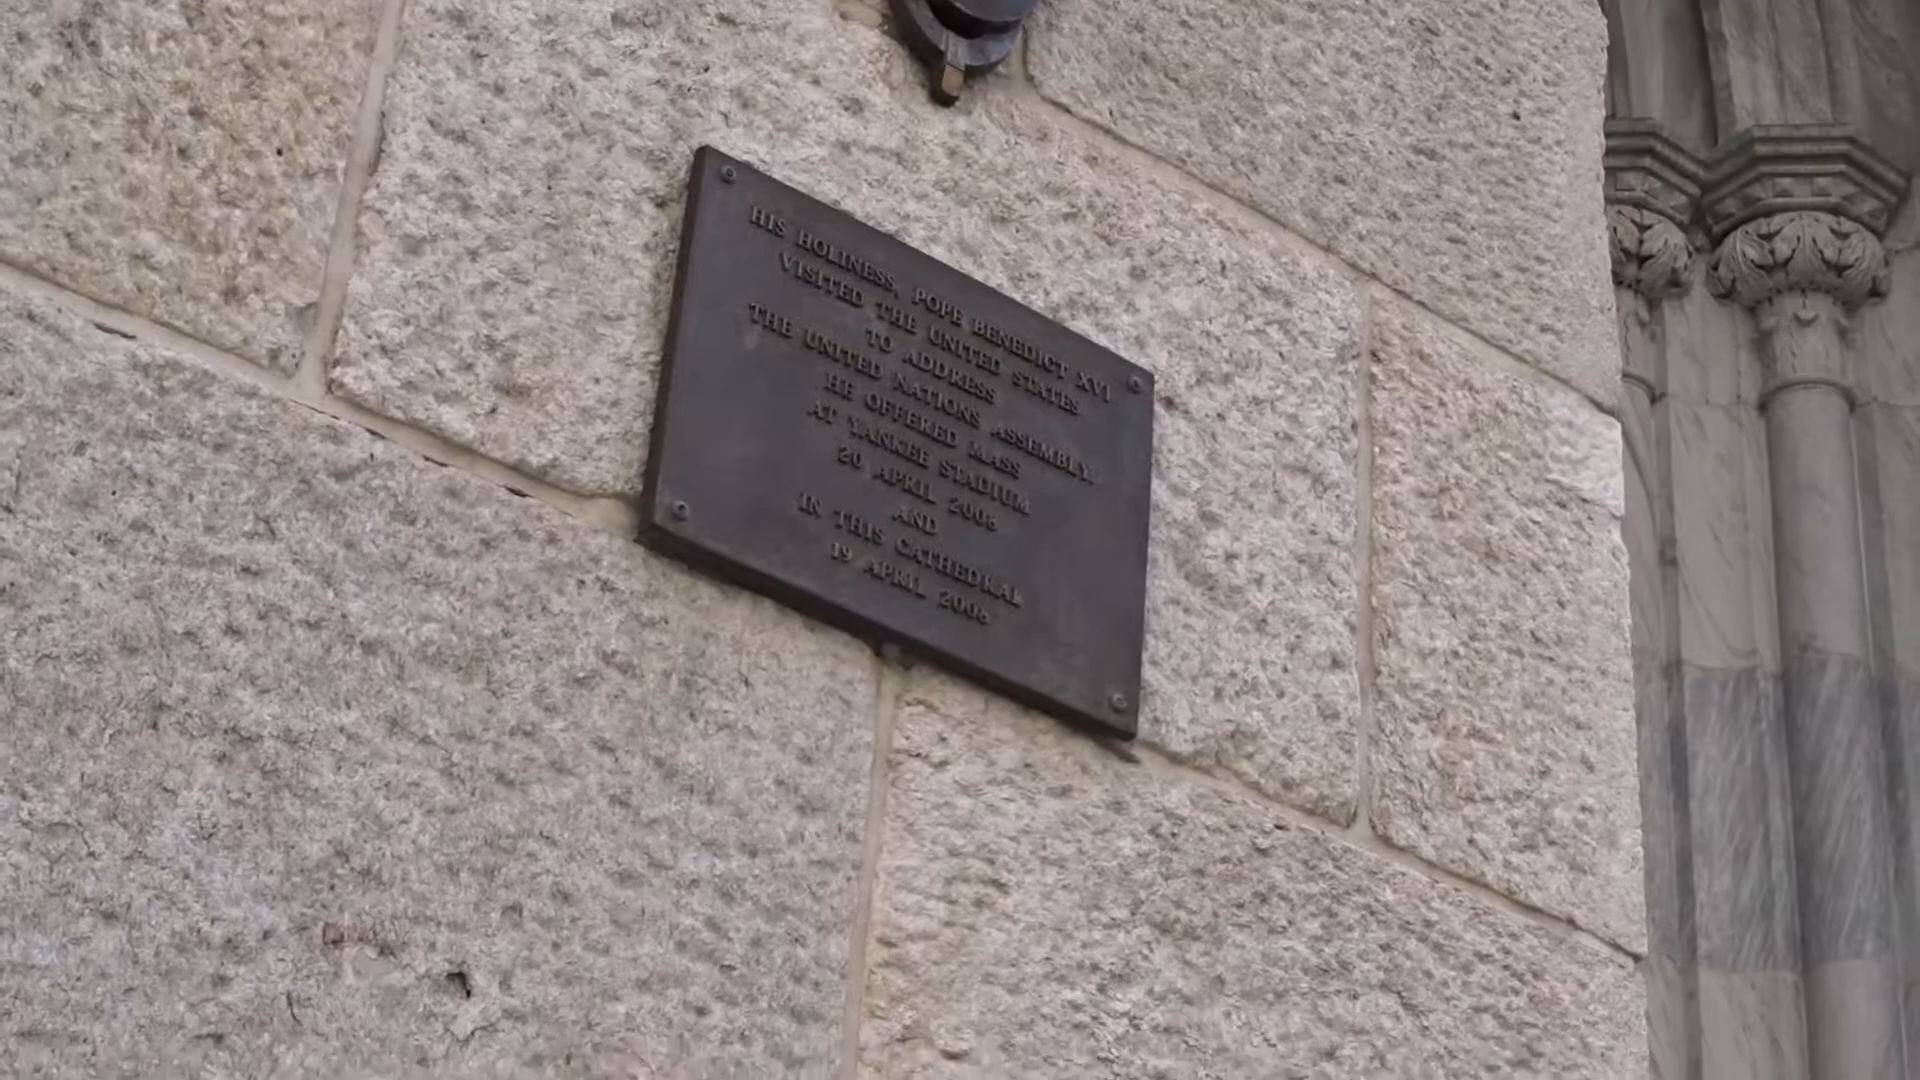 HIS HOLINESS, POPE BENEDICT XVI
VISITED THE UNITED STATES
TO ADDRESS
THE UNITED NATIONS ASSEMBLY.
HE OFFERED MASS
AT YANKEE STADIUM
20 APRIL 2008
AND
IN THIS CATHEDRAL
19 APRIL 2008